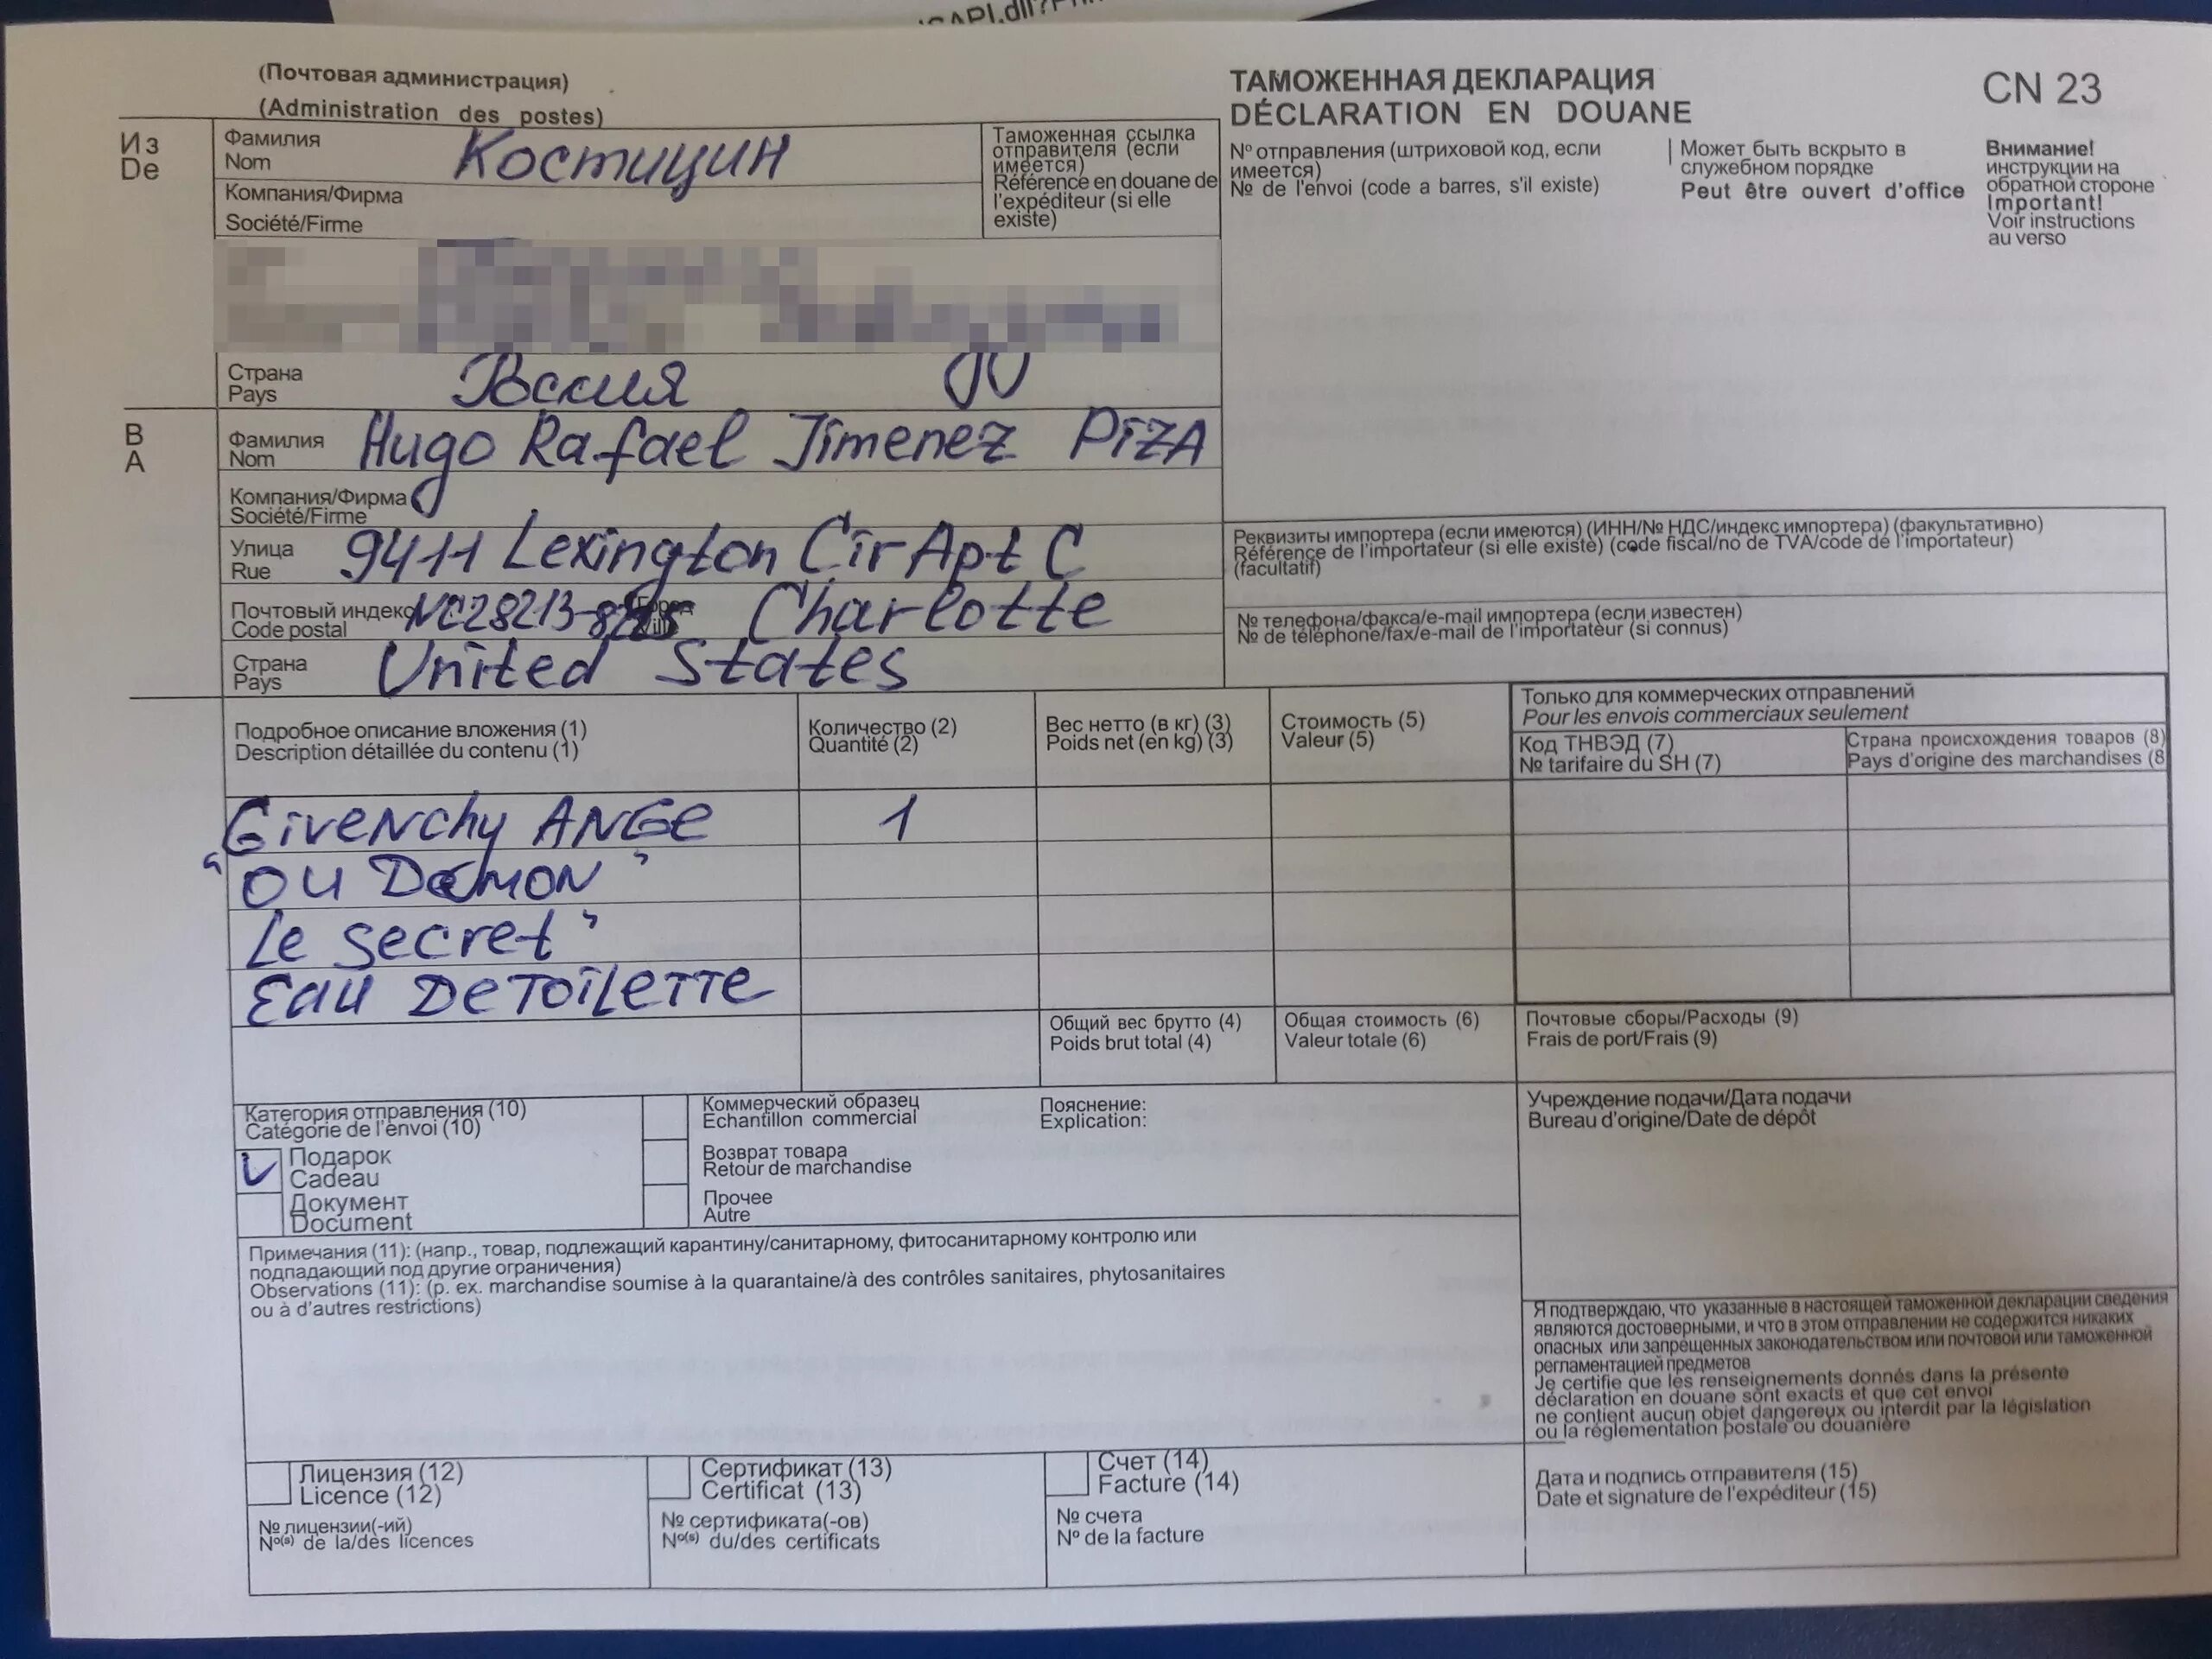 (Почтовая администрация)
(Administration des postes)
ТАМОЖЕННАЯ ДЕКЛАРАЦИЯ
DÉCLARATION EN DOUANE
CN 23
Из
De
Фамилия
Nom
Костицин
Компания/Фирма
Société/Firme
Таможенная ссылка
отправителя (если
имеется)
Référence en douane de
l'expéditeur (si elle
existe)
№ отправления (штриховой код, если
имеется)
№ de l'envoi (code a barres, s'il existe)
Может быть вскрыто в
служебном порядке
Peut être ouvert d'office
Внимание!
инструкции на
обратной стороне
Important!
Voir instructions
au verso
Страна
Pays
Россия
В
A
Фамилия
Nom
Hugo Rafael Jimenez PiZA
Компания/Фирма
Société/Firme
Улица
Rue
9411 Lexington Cir Apt C
Почтовый индекс
Code postal
NC28213
Charlotte
Страна
Pays
United States
Реквизиты импортера (если имеются) (ИНН/№ НДС/индекс импортера) (факультативно)
Référence de l'importateur (si elle existe) (code fiscal/no de TVA/code de l'importateur)
(facultatif)
№ телефона/факса/e-mail импортера (если известен)
№ de téléphone/fax/e-mail de l'importateur (si connus)
Подробное описание вложения (1)
Description détaillée du contenu (1)
Количество (2)
Quantité (2)
Вес нетто (в кг) (3)
Poids net (en kg) (3)
Стоимость (5)
Valeur (5)
Только для коммерческих отправлений
Pour les envois commerciaux seulement
Код ТНВЭД (7)
№ tarifaire du SH (7)
Страна происхождения товаров (8)
Pays d'origine des marchandises (8
GivENchy ANGE 1
"OU DéMON"
Le secret"
EAU DETOiLETTE
Общий вес брутто (4)
Poids brut total (4)
Общая стоимость (6)
Valeur totale (6)
Почтовые сборы/Расходы (9)
Frais de port/Frais (9)
Категория отправления (10)
Catégorie de l'envoi (10)
Подарок
Cadeau
Документ
Document
Коммерческий образец
Echantillon commercial
Возврат товара
Retour de marchandise
Прочее
Autre
Пояснение:
Explication:
Учреждение подачи/Дата подачи
Bureau d'origine/Date de dépôt
Примечания (11): (напр., товар, подлежащий карантину/санитарному, фитосанитарному контролю или
подпадающий под другие ограничения)
Observations (11): (p. ex. marchandise soumise à la quarantaine/à des contrôles sanitaires, phytosanitaires
ou à d'autres restrictions)
Я подтверждаю, что указанные в настоящей таможенной декларации сведения
являются достоверными, и что в этом отправлении не содержится никаких
опасных или запрещенных законодательством или почтовой или таможенной
регламентацией предметов
Je certifie que les renseignements donnés dans la présente
déclaration en douane sont exacts et que cet envoi
ne contient aucun objet dangereux ou interdit par la législation
ou la réglementation postale ou douanière
Лицензия (12)
Licence (12)
№ лицензии(-ий)
№(s) de la/des licences
Сертификат (13)
Certificat (13)
№ сертификата(-ов)
№(s) du/des certificats
Счет (14)
Facture (14)
№ счета
Nº de la facture
Дата и подпись отправителя (15)
Date et signature de l'expéditeur (15)